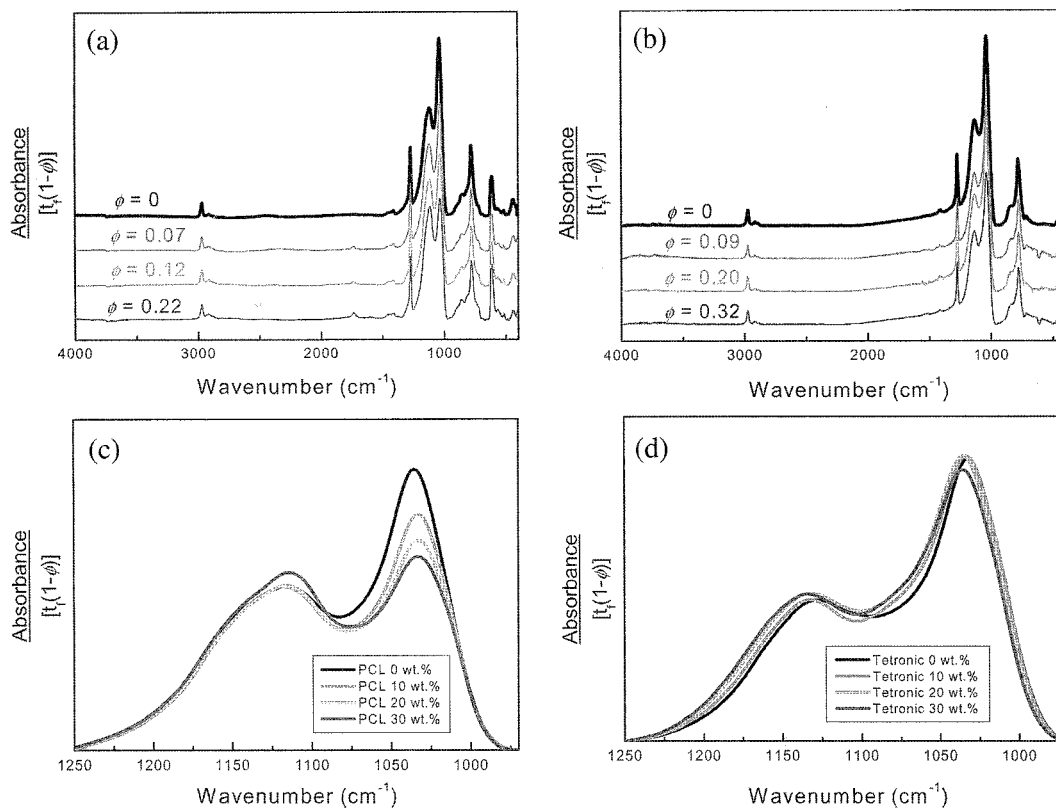 (a)
Absorbance
[t_f(1-ϕ)]
ϕ = 0
ϕ = 0.07
ϕ = 0.12
ϕ = 0.22
4000 3000 2000 1000
Wavenumber (cm⁻¹)
(b)
Absorbance
[t_f(1-ϕ)]
ϕ = 0
ϕ = 0.09
ϕ = 0.20
ϕ = 0.32
4000 3000 2000 1000
Wavenumber (cm⁻¹)
(c)
Absorbance
[t_f(1-ϕ)]
PCL 0 wt.%
PCL 10 wt.%
PCL 20 wt.%
PCL 30 wt.%
1250 1200 1150 1100 1050 1000
Wavenumber (cm⁻¹)
(d)
Absorbance
[t_f(1-ϕ)]
Tetronic 0 wt.%
Tetronic 10 wt.%
Tetronic 20 wt.%
Tetronic 30 wt.%
1250 1200 1150 1100 1050 1000
Wavenumber (cm⁻¹)